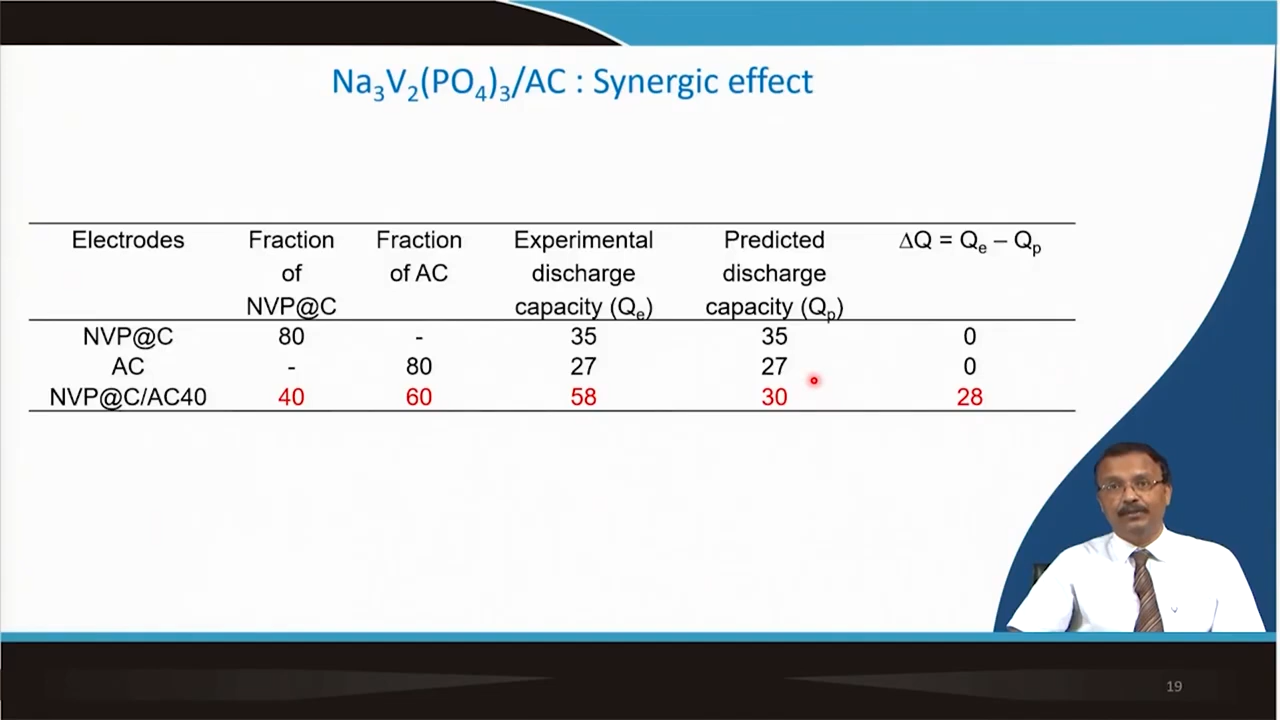 Na₃V₂(PO₄)₃/AC : Synergic effect
Electrodes Fraction of NVP@C Fraction of AC Experimental discharge capacity (Qₑ) Predicted discharge capacity (Qₚ) ΔQ = Qₑ – Qₚ
NVP@C 80 - 35 35 0
AC - 80 27 27 0
NVP@C/AC40 40 60 58 30 28
19